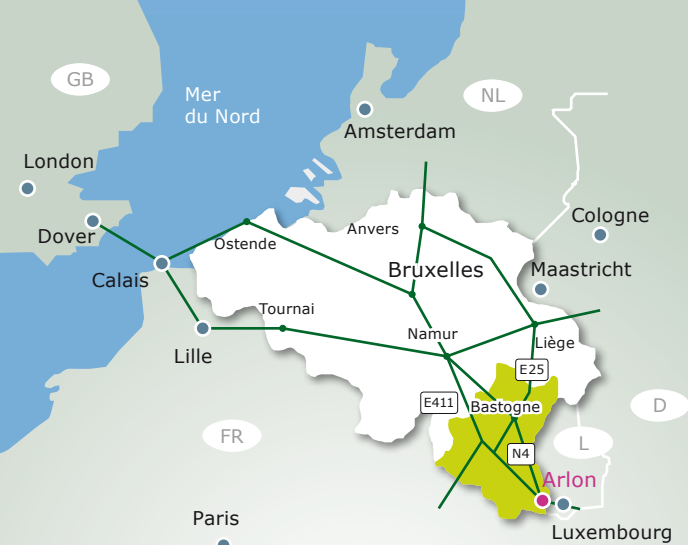 GB
Mer
du Nord
NL
Amsterdam
London
Dover
Ostende
Anvers
Cologne
Calais
Bruxelles
Maastricht
Tournai
Lille
Namur
Liège
E25
E411
Bastogne
D
FR
L
N4
Arlon
Paris
Luxembourg